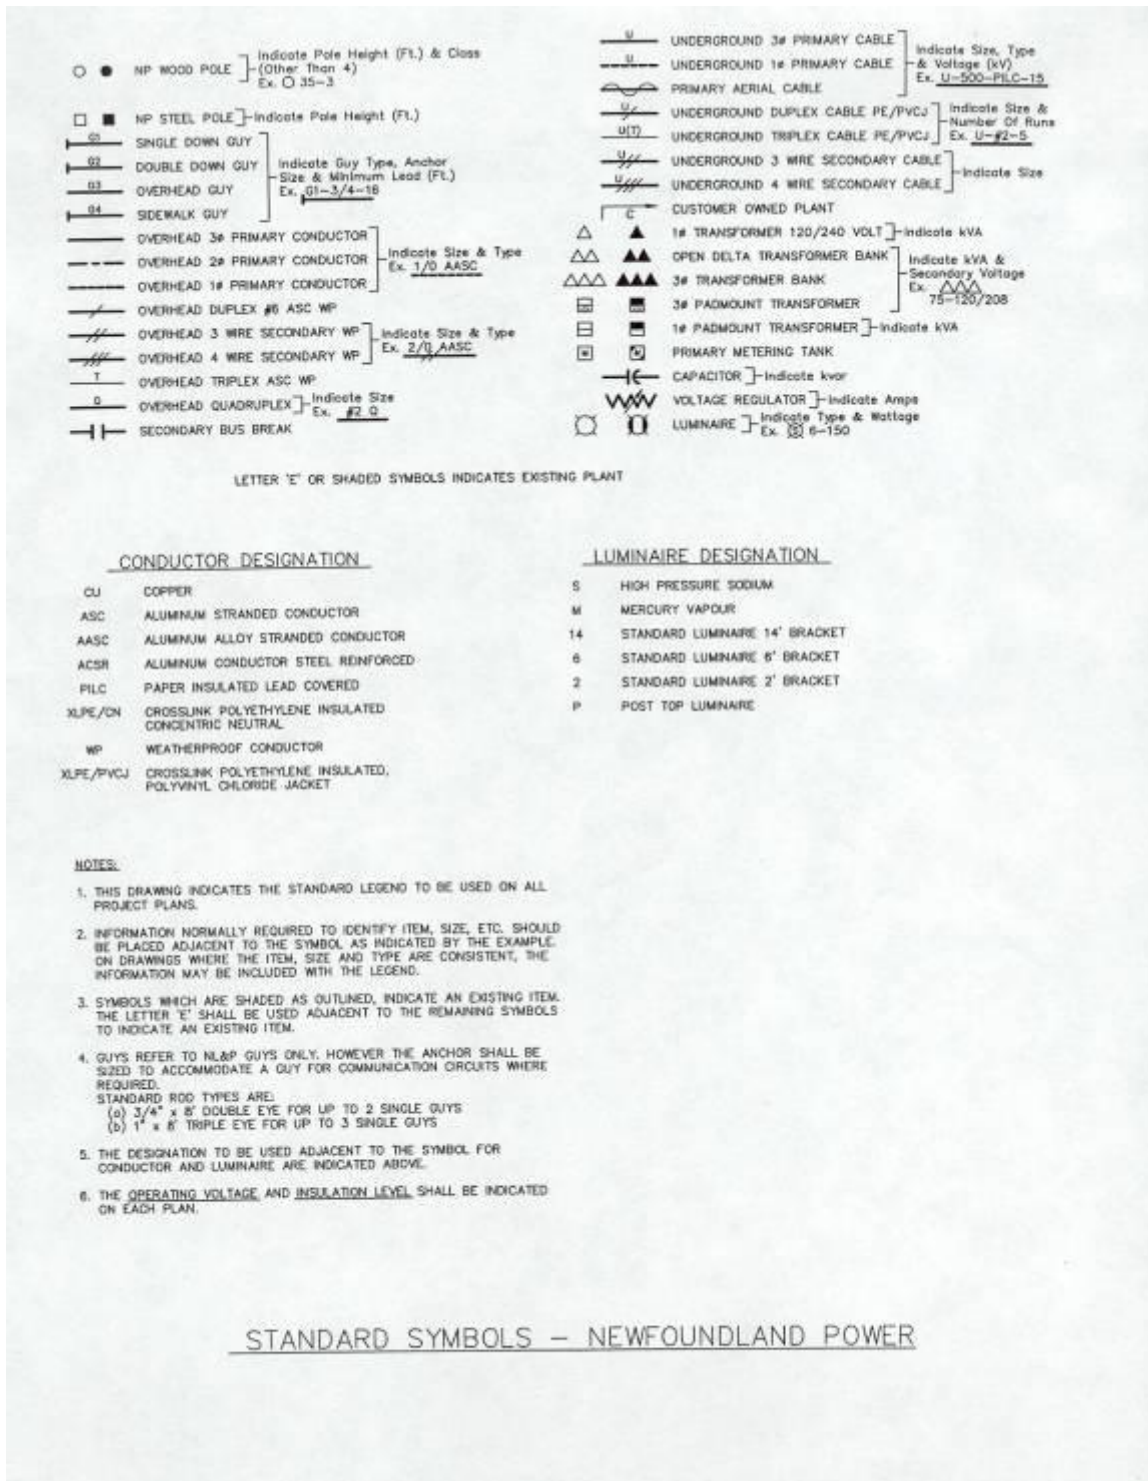 NP WOOD POLE
Indicate Pole Height (Ft.) & Class
(Other Than 4)
Ex. 35-3
NP STEEL POLE
Indicate Pole Height (Ft.)
G1 SINGLE DOWN GUY
G2 DOUBLE DOWN GUY
G3 OVERHEAD GUY
G4 SIDEWALK GUY
Indicate Guy Type, Anchor
Size & Minimum Lead (Ft.)
Ex. G1-3/4-16
OVERHEAD 3ø PRIMARY CONDUCTOR
OVERHEAD 2ø PRIMARY CONDUCTOR
OVERHEAD 1ø PRIMARY CONDUCTOR
Indicate Size & Type
Ex. 1/0 AASC
OVERHEAD DUPLEX #6 ASC WP
OVERHEAD 3 WIRE SECONDARY WP
OVERHEAD 4 WIRE SECONDARY WP
Indicate Size & Type
Ex. 2/0 AASC
T OVERHEAD TRIPLEX ASC WP
Q OVERHEAD QUADRUPLEX
Indicate Size
Ex. #2 Q
SECONDARY BUS BREAK
U UNDERGROUND 3ø PRIMARY CABLE
U UNDERGROUND 1ø PRIMARY CABLE
PRIMARY AERIAL CABLE
Indicate Size, Type
& Voltage (kV)
Ex. U-500-PILC-15
U UNDERGROUND DUPLEX CABLE PE/PVCJ
U(T) UNDERGROUND TRIPLEX CABLE PE/PVCJ
Indicate Size &
Number Of Runs
Ex. U-#2-5
U UNDERGROUND 3 WIRE SECONDARY CABLE
U UNDERGROUND 4 WIRE SECONDARY CABLE
Indicate Size
C CUSTOMER OWNED PLANT
1ø TRANSFORMER 120/240 VOLT
Indicate kVA
OPEN DELTA TRANSFORMER BANK
3ø TRANSFORMER BANK
3ø PADMOUNT TRANSFORMER
Indicate kVA &
Secondary Voltage
Ex.
75-120/208
1ø PADMOUNT TRANSFORMER
Indicate kVA
PRIMARY METERING TANK
CAPACITOR
Indicate kvar
VOLTAGE REGULATOR
Indicate Amps
LUMINAIRE
Indicate Type & Wattage
Ex. S 6-150
LETTER 'E' OR SHADED SYMBOLS INDICATES EXISTING PLANT
CONDUCTOR DESIGNATION
CU COPPER
ASC ALUMINUM STRANDED CONDUCTOR
AASC ALUMINUM ALLOY STRANDED CONDUCTOR
ACSR ALUMINUM CONDUCTOR STEEL REINFORCED
PILC PAPER INSULATED LEAD COVERED
XLPE/CN CROSSLINK POLYETHYLENE INSULATED
CONCENTRIC NEUTRAL
WP WEATHERPROOF CONDUCTOR
XLPE/PVCJ CROSSLINK POLYETHYLENE INSULATED,
POLYVINYL CHLORIDE JACKET
LUMINAIRE DESIGNATION
S HIGH PRESSURE SODIUM
M MERCURY VAPOUR
14 STANDARD LUMINAIRE 14' BRACKET
6 STANDARD LUMINAIRE 6' BRACKET
2 STANDARD LUMINAIRE 2' BRACKET
P POST TOP LUMINAIRE
NOTES:
1. THIS DRAWING INDICATES THE STANDARD LEGEND TO BE USED ON ALL
PROJECT PLANS.
2. INFORMATION NORMALLY REQUIRED TO IDENTIFY ITEM, SIZE, ETC. SHOULD
BE PLACED ADJACENT TO THE SYMBOL AS INDICATED BY THE EXAMPLE.
ON DRAWINGS WHERE THE ITEM, SIZE AND TYPE ARE CONSISTENT, THE
INFORMATION MAY BE INCLUDED WITH THE LEGEND.
3. SYMBOLS WHICH ARE SHADED AS OUTLINED, INDICATE AN EXISTING ITEM.
THE LETTER 'E' SHALL BE USED ADJACENT TO THE REMAINING SYMBOLS
TO INDICATE AN EXISTING ITEM.
4. GUYS REFER TO NL&P GUYS ONLY. HOWEVER THE ANCHOR SHALL BE
SIZED TO ACCOMMODATE A GUY FOR COMMUNICATION CIRCUITS WHERE
REQUIRED.
STANDARD ROD TYPES ARE:
(a) 3/4" x 8' DOUBLE EYE FOR UP TO 2 SINGLE GUYS
(b) 1" x 8' TRIPLE EYE FOR UP TO 3 SINGLE GUYS
5. THE DESIGNATION TO BE USED ADJACENT TO THE SYMBOL FOR
CONDUCTOR AND LUMINAIRE ARE INDICATED ABOVE.
6. THE OPERATING VOLTAGE AND INSULATION LEVEL SHALL BE INDICATED
ON EACH PLAN.
STANDARD SYMBOLS - NEWFOUNDLAND POWER